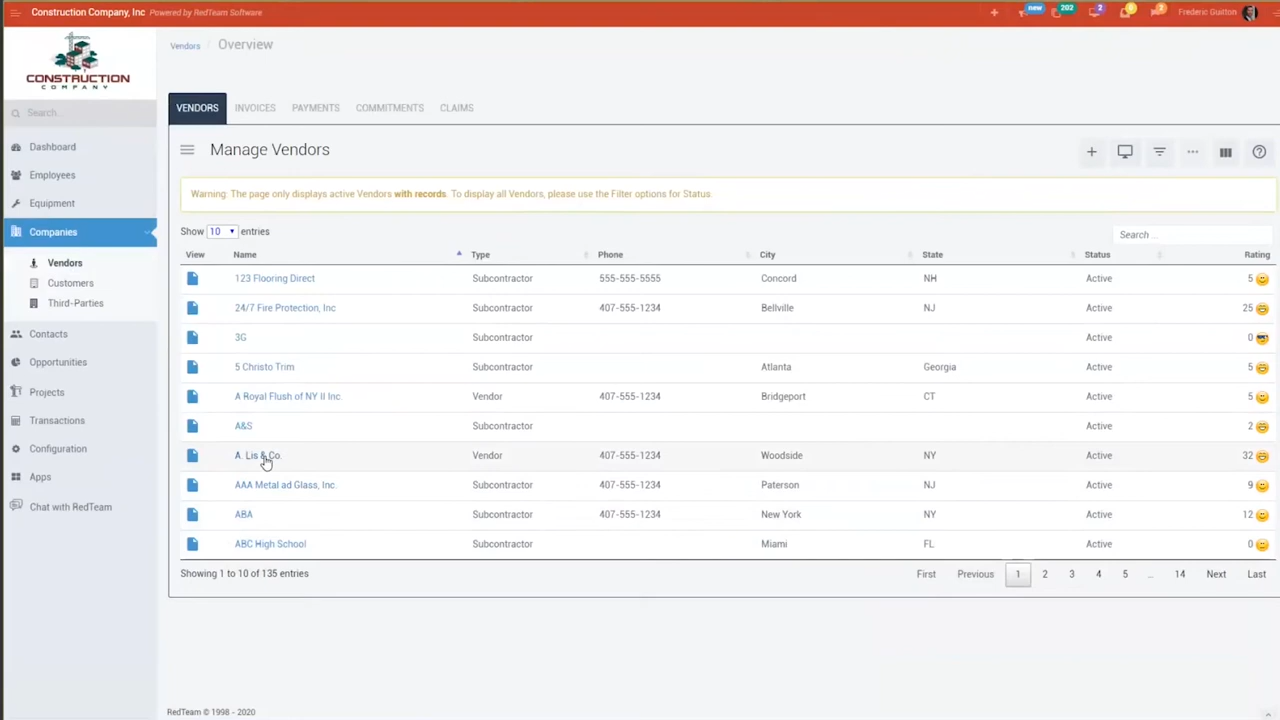 Construction Company, Inc Powered by RedTeam Software
new 202 2 0 2 Frederic Guitton
CONSTRUCTION
COMPANY
Search...
Dashboard
Employees
Equipment
Companies
Vendors
Customers
Third-Parties
Contacts
Opportunities
Projects
Transactions
Configuration
Apps
Chat with RedTeam
Vendors / Overview
VENDORS INVOICES PAYMENTS COMMITMENTS CLAIMS
Manage Vendors
Warning: The page only displays active Vendors with records. To display all Vendors, please use the Filter options for Status
Show 10 entries
Search ...
View Name Type Phone City State Status Rating
123 Flooring Direct Subcontractor 555-555-5555 Concord NH Active 5
24/7 Fire Protection, Inc Subcontractor 407-555-1234 Bellville NJ Active 25
3G Subcontractor Active 0
5 Christo Trim Subcontractor Atlanta Georgia Active 5
A Royal Flush of NY II Inc. Vendor 407-555-1234 Bridgeport CT Active 5
A&S Subcontractor Active 2
A. Lis & Co. Vendor 407-555-1234 Woodside NY Active 32
AAA Metal ad Glass, Inc. Subcontractor 407-555-1234 Paterson NJ Active 9
ABA Subcontractor 407-555-1234 New York NY Active 12
ABC High School Subcontractor Miami FL Active 0
Showing 1 to 10 of 135 entries
First Previous 1 2 3 4 5 ... 14 Next Last
RedTeam © 1998 - 2020